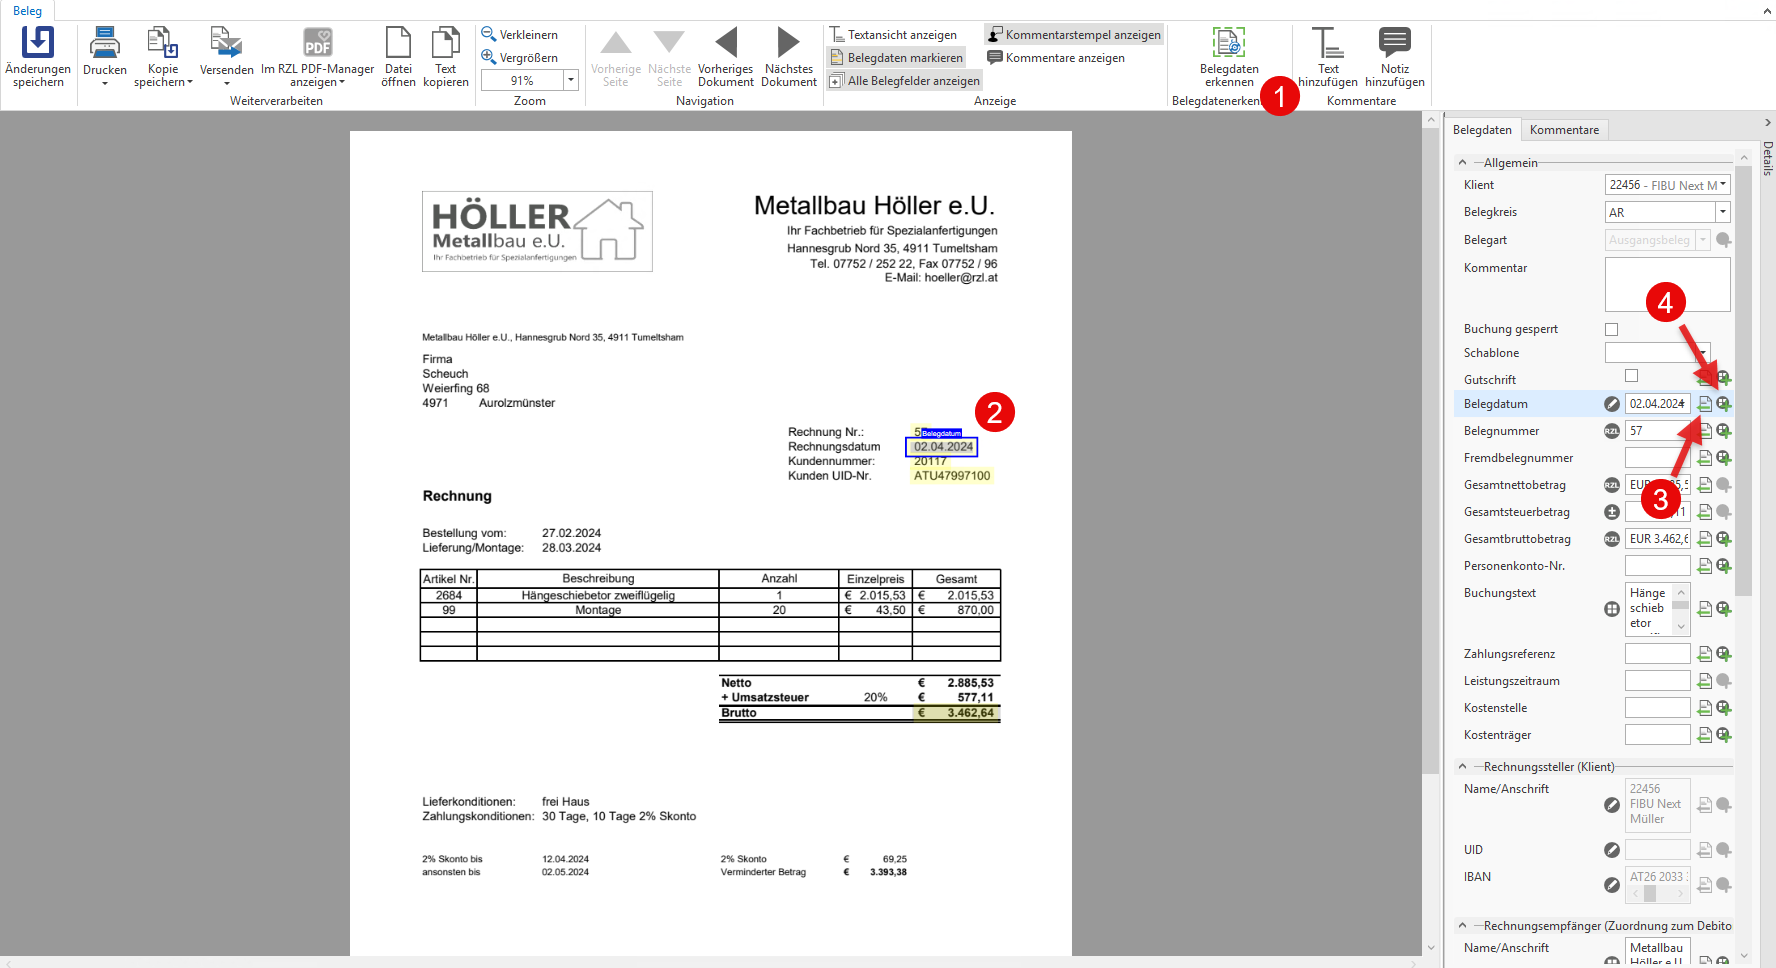 Beleg
Änderungen speichern
Drucken
Kopie speichern
Versenden
Im RZL PDF-Manager anzeigen
Datei öffnen
Text kopieren
Weiterverarbeiten
Verkleinern
Vergrößern
91%
Zoom
Vorherige Seite
Nächste Seite
Vorheriges Dokument
Nächstes Dokument
Navigation
Textansicht anzeigen
Belegdaten markieren
Alle Belegfelder anzeigen
Kommentarstempel anzeigen
Kommentare anzeigen
Anzeige
Belegdaten erkennen
Belegdatenerken
1
Text hinzufügen
Notiz hinzufügen
Kommentare
HÖLLER
Metallbau e.U.
Ihr Fachbetrieb für Spezialanfertigungen
Metallbau Höller e.U.
Ihr Fachbetrieb für Spezialanfertigungen
Hannesgrub Nord 35, 4911 Tumeltsham
Tel. 07752 / 252 22, Fax 07752 / 96
E-Mail: hoeller@rzl.at
Metallbau Höller e.U., Hannesgrub Nord 35, 4911 Tumeltsham
Firma
Scheuch
Weierfing 68
4971 Aurolzmünster
2
Rechnung Nr.: 5
Belegdatum
Rechnungsdatum 02.04.2024
Kundennummer: 20117
Kunden UID-Nr. ATU47997100
Rechnung
Bestellung vom: 27.02.2024
Lieferung/Montage: 28.03.2024
Artikel Nr. Beschreibung Anzahl Einzelpreis Gesamt
2684 Hängeschiebetor zweiflügelig 1 € 2.015,53 € 2.015,53
99 Montage 20 € 43,50 € 870,00
Netto € 2.885,53
+ Umsatzsteuer 20% € 577,11
Brutto € 3.462,64
Lieferkonditionen: frei Haus
Zahlungskonditionen: 30 Tage, 10 Tage 2% Skonto
2% Skonto bis 12.04.2024 2% Skonto € 69,25
ansonsten bis 02.05.2024 Verminderter Betrag € 3.393,38
Belegdaten Kommentare
Details
Allgemein
Klient 22456 - FIBU Next M
Belegkreis AR
Belegart Ausgangsbeleg
Kommentar
4
Buchung gesperrt
Schablone
Gutschrift
Belegdatum 02.04.2024
Belegnummer RZL 57
Fremdbelegnummer
Gesamtnettobetrag RZL EUR
3
Gesamtsteuerbetrag 11
Gesamtbruttobetrag RZL EUR 3.462,6
Personenkonto-Nr.
Buchungstext Hänge
schieb
etor
Zahlungsreferenz
Leistungszeitraum
Kostenstelle
Kostenträger
Rechnungssteller (Klient)
Name/Anschrift 22456
FIBU Next
Müller
UID
IBAN AT26 2033
Rechnungsempfänger (Zuordnung zum Debito
Name/Anschrift Metallbau
Höller e.U.